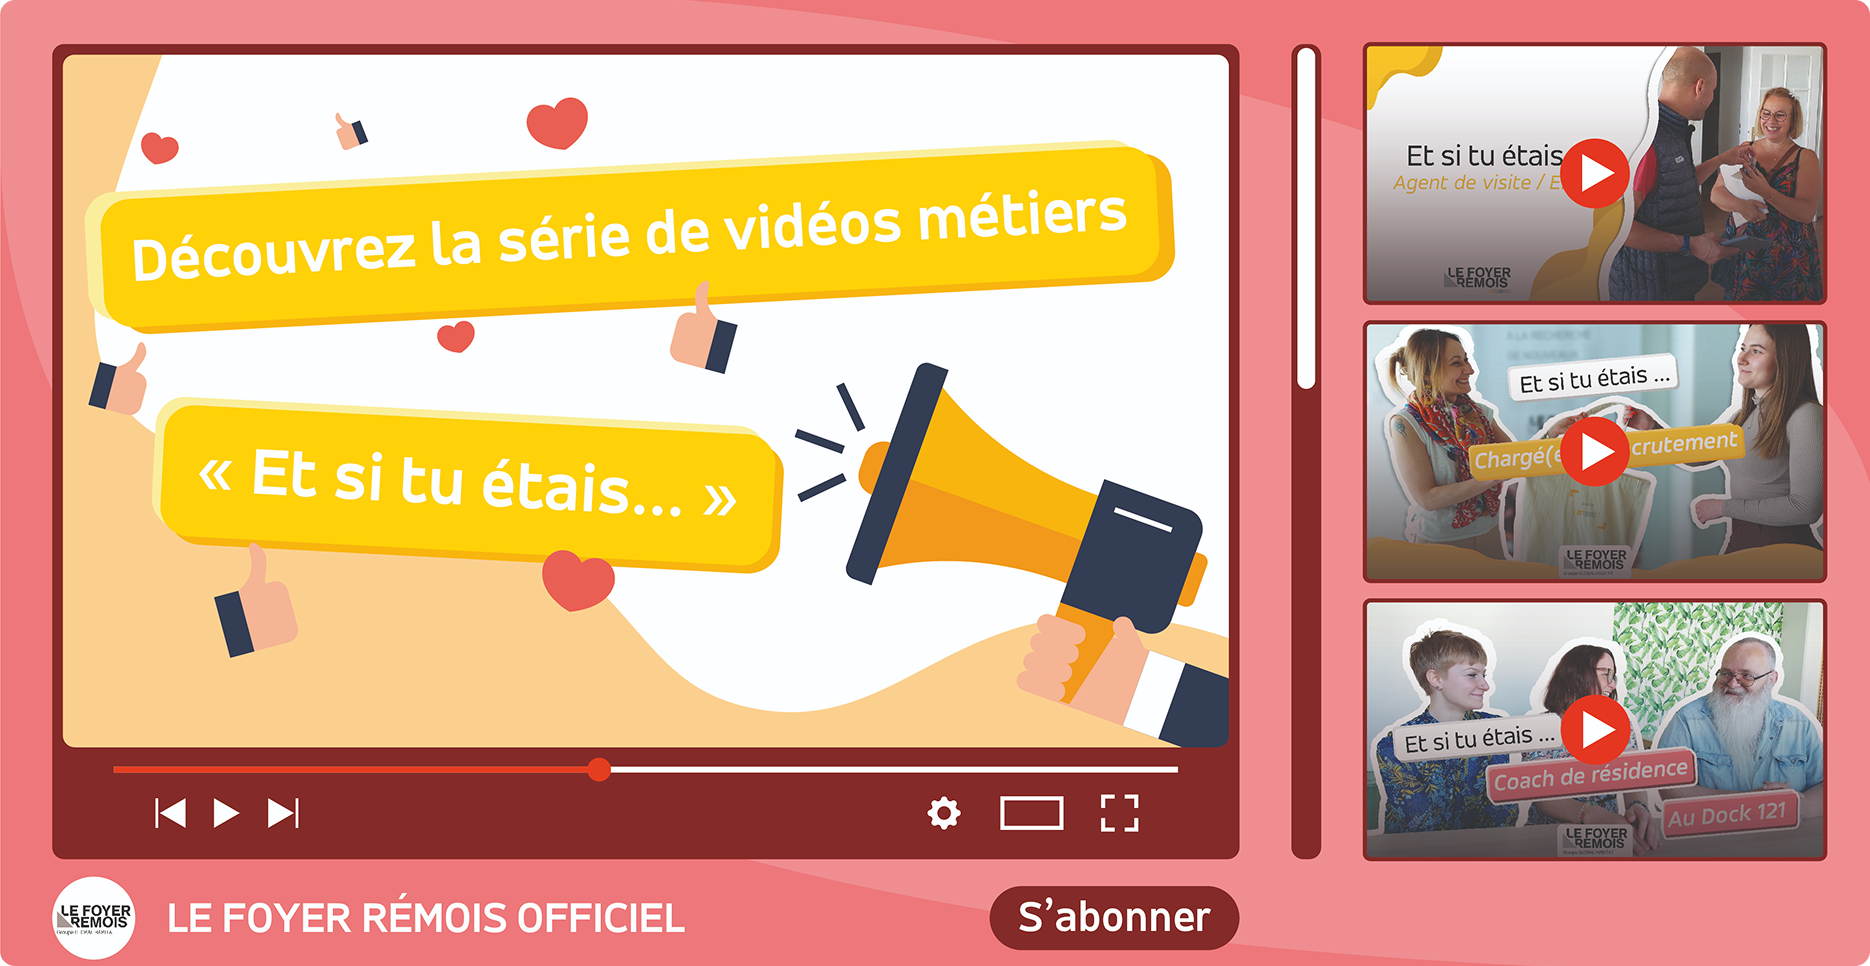 Découvrez la série de vidéos métiers
« Et si tu étais... »
LE FOYER
RÉMOIS
LE FOYER RÉMOIS OFFICIEL
S'abonner
Et si tu étais
Agent de visite / E
LE FOYER
RÉMOIS
Et si tu étais ...
Chargé(e crutement
LE FOYER
RÉMOIS
Et si tu étais ...
Coach de résidence
Au Dock 121
LE FOYER
RÉMOIS